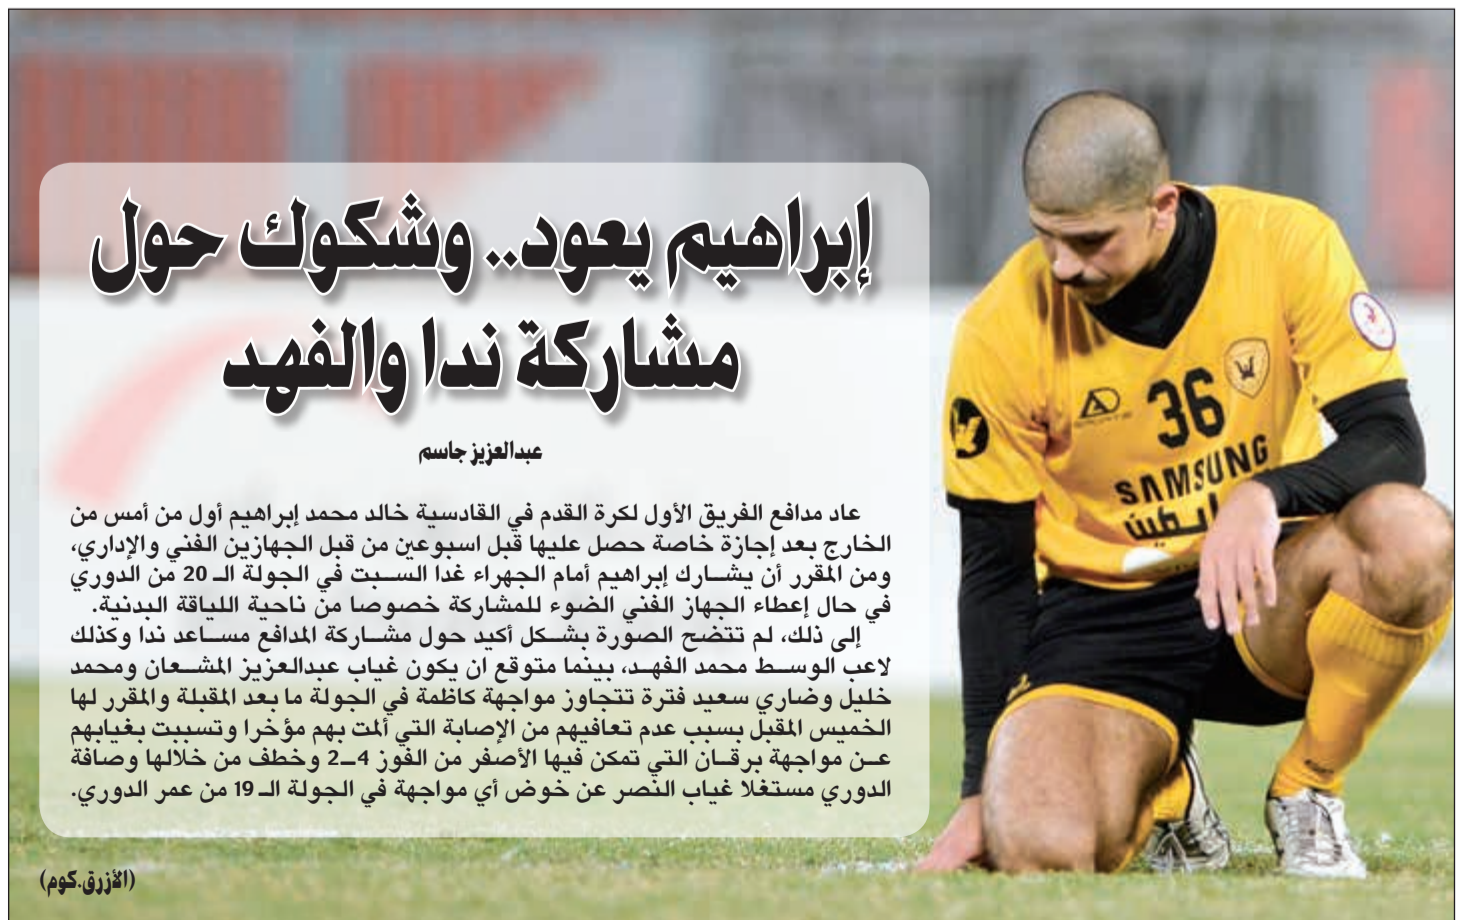 إبراهيم يعود.. وشكوك حول
مشاركة ندا والفهد
عبدالعزيز جاسم
عاد مدافع الفريق الأول لكرة القدم في القادسية خالد محمد إبراهيم أول من أمس من
الخارج بعد إجازة خاصة حصل عليها قبل اسبوعين من قبل الجهازين الفني والإداري،
ومن المقرر أن يشارك إبراهيم أمام الجهراء غدا السبت في الجولة الـ 20 من الدوري
في حال إعطاء الجهاز الفني الضوء للمشاركة خصوصا من ناحية اللياقة البدنية.
إلى ذلك، لم تتضح الصورة بشكل أكيد حول مشاركة المدافع مساعد ندا وكذلك
لاعب الوسط محمد الفهد، بينما متوقع ان يكون غياب عبدالعزيز المشعان ومحمد
خليل وضاري سعيد فترة تتجاوز مواجهة كاظمة في الجولة ما بعد المقبلة والمقرر لها
الخميس المقبل بسبب عدم تعافيهم من الإصابة التي ألمت بهم مؤخرا وتسببت بغيابهم
عن مواجهة برقان التي تمكن فيها الأصفر من الفوز 4-2 وخطف من خلالها وصافة
الدوري مستغلا غياب النصر عن خوض أي مواجهة في الجولة الـ 19 من عمر الدوري.
36
SAMSUNG
(الأزرق.كوم)